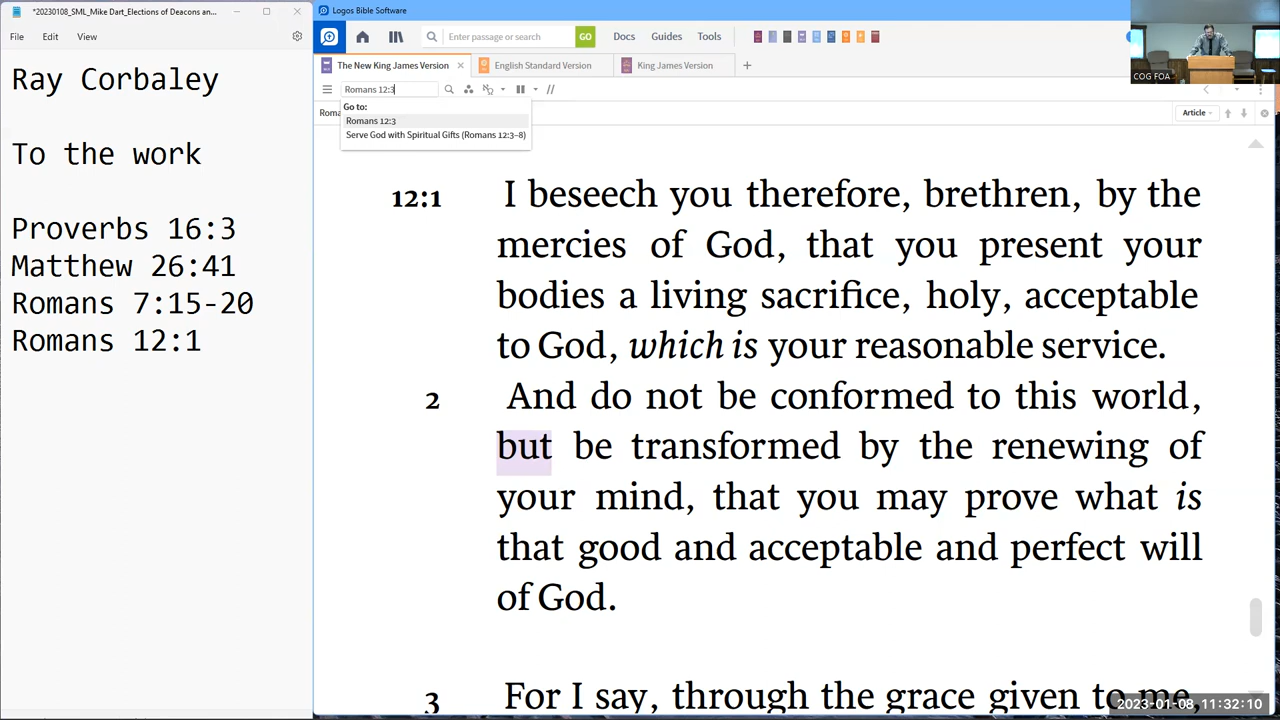 *20230108_SML_Mike Dart_Elections of Deacons an...
File Edit View
Ray Corbaley
To the work
Proverbs 16:3
Matthew 26:41
Romans 7:15-20
Romans 12:1
Logos Bible Software
Enter passage or search GO Docs Guides Tools
The New King James Version English Standard Version King James Version
Romans 12:3
Go to:
Romans 12:3
Serve God with Spiritual Gifts (Romans 12:3–8)
Roma
Article
COG FOA
12:1 I beseech you therefore, brethren, by the
mercies of God, that you present your
bodies a living sacrifice, holy, acceptable
to God, which is your reasonable service.
2 And do not be conformed to this world,
but be transformed by the renewing of
your mind, that you may prove what is
that good and acceptable and perfect will
of God.
3 For I say, through the grace given to me,
2023-01-08, 11:32:10